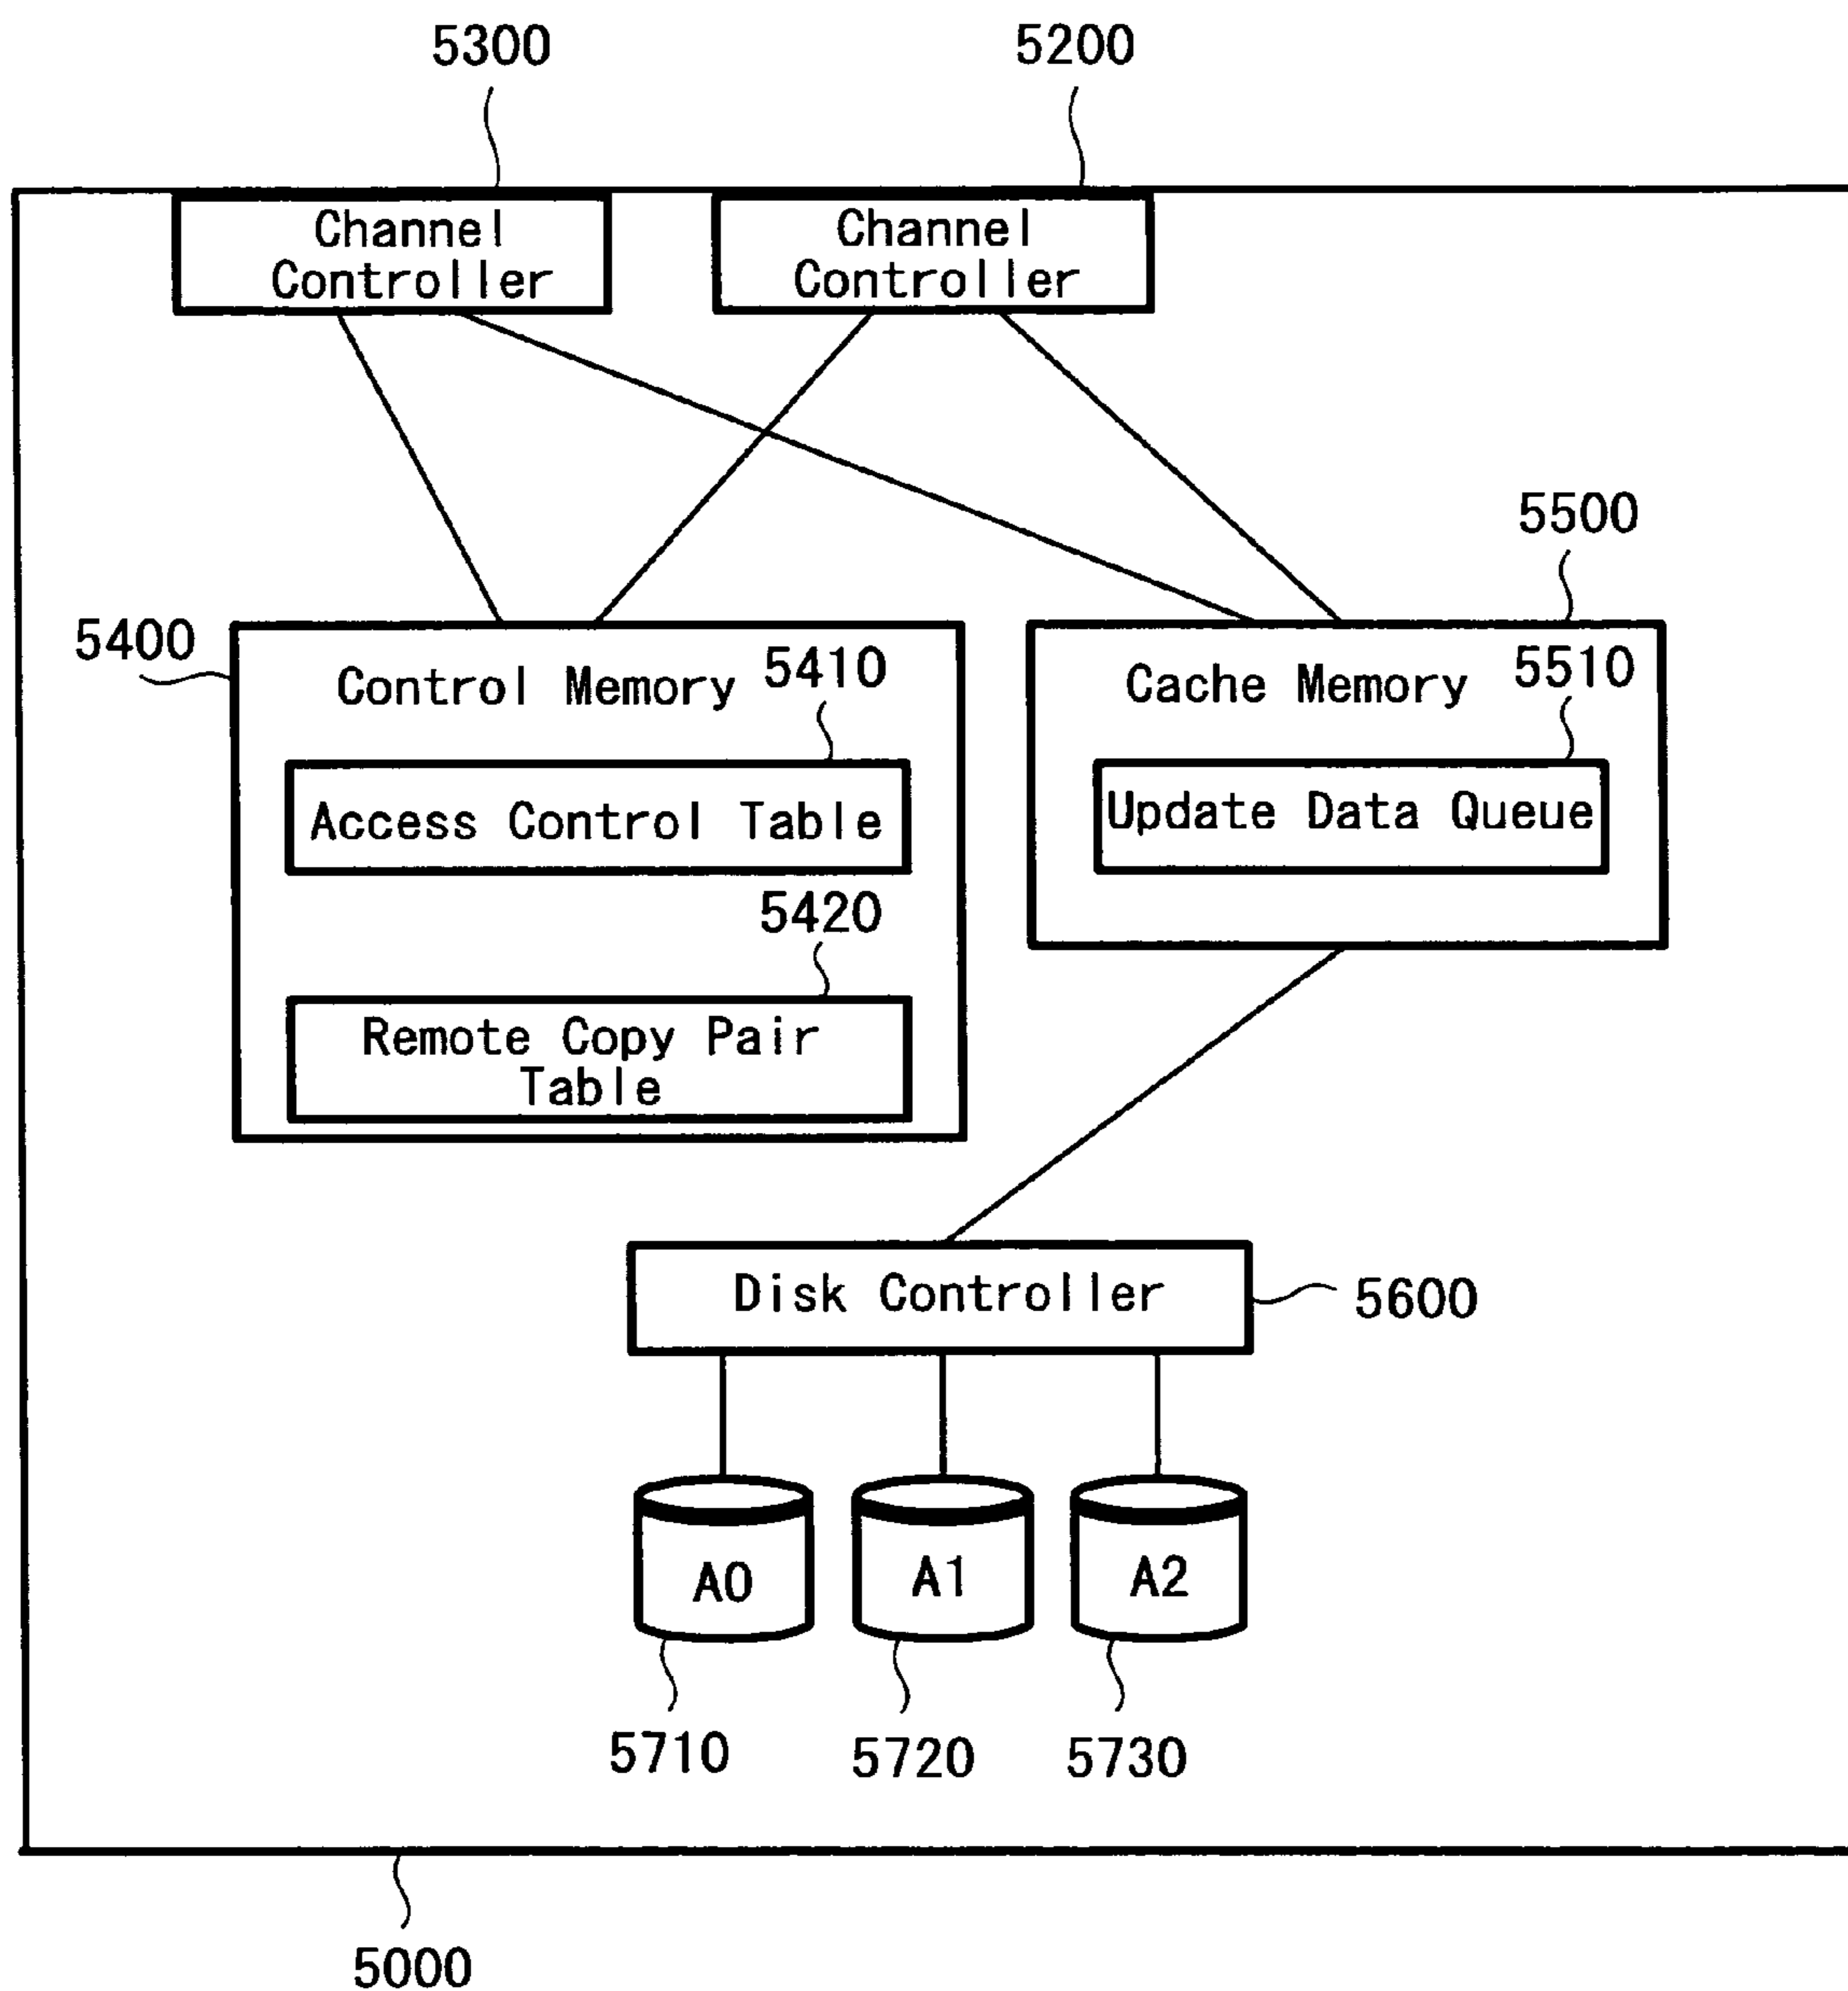 5300
5200
Channel
Controller
Channel
Controller
5500
5400
Control Memory
5410
Cache Memory
5510
Access Control Table
Update Data Queue
5420
Remote Copy Pair
Table
Disk Controller
5600
A0
A1
A2
5710
5720
5730
5000